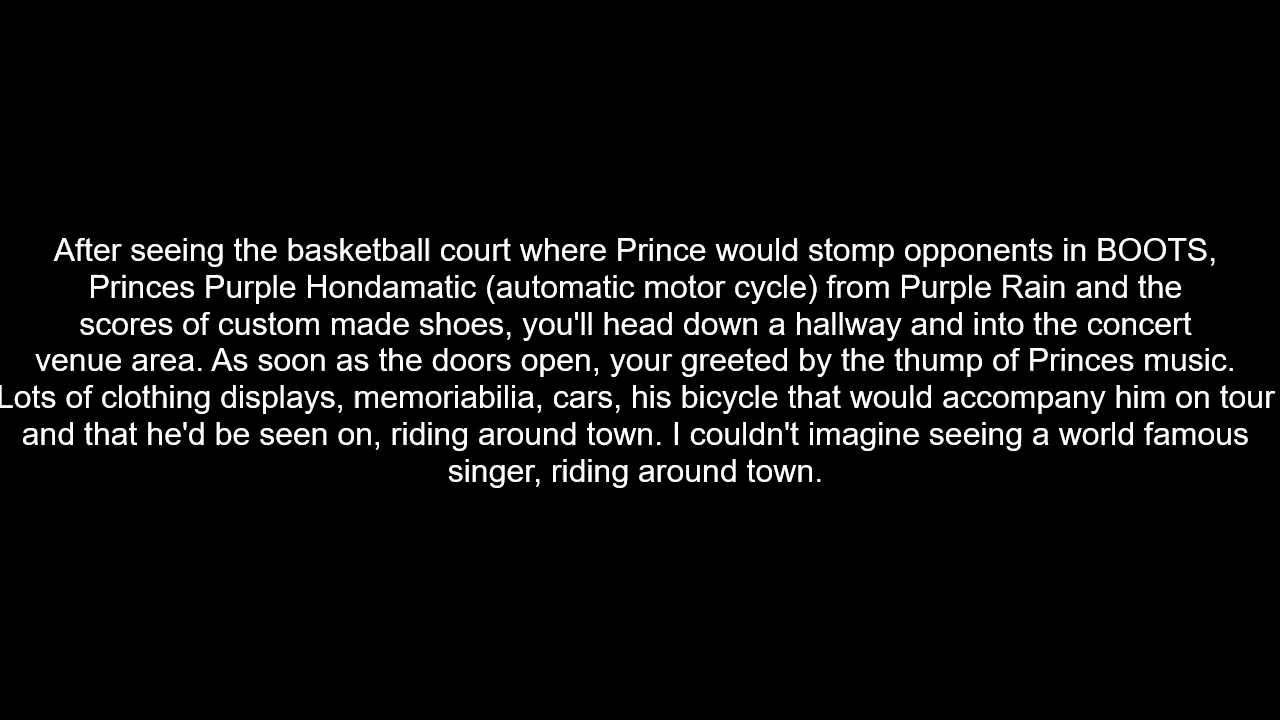 After seeing the basketball court where Prince would stomp opponents in BOOTS,
Princes Purple Hondamatic (automatic motor cycle) from Purple Rain and the
scores of custom made shoes, you'll head down a hallway and into the concert
venue area. As soon as the doors open, your greeted by the thump of Princes music.
Lots of clothing displays, memoriabilia, cars, his bicycle that would accompany him on tour
and that he'd be seen on, riding around town. I couldn't imagine seeing a world famous
singer, riding around town.